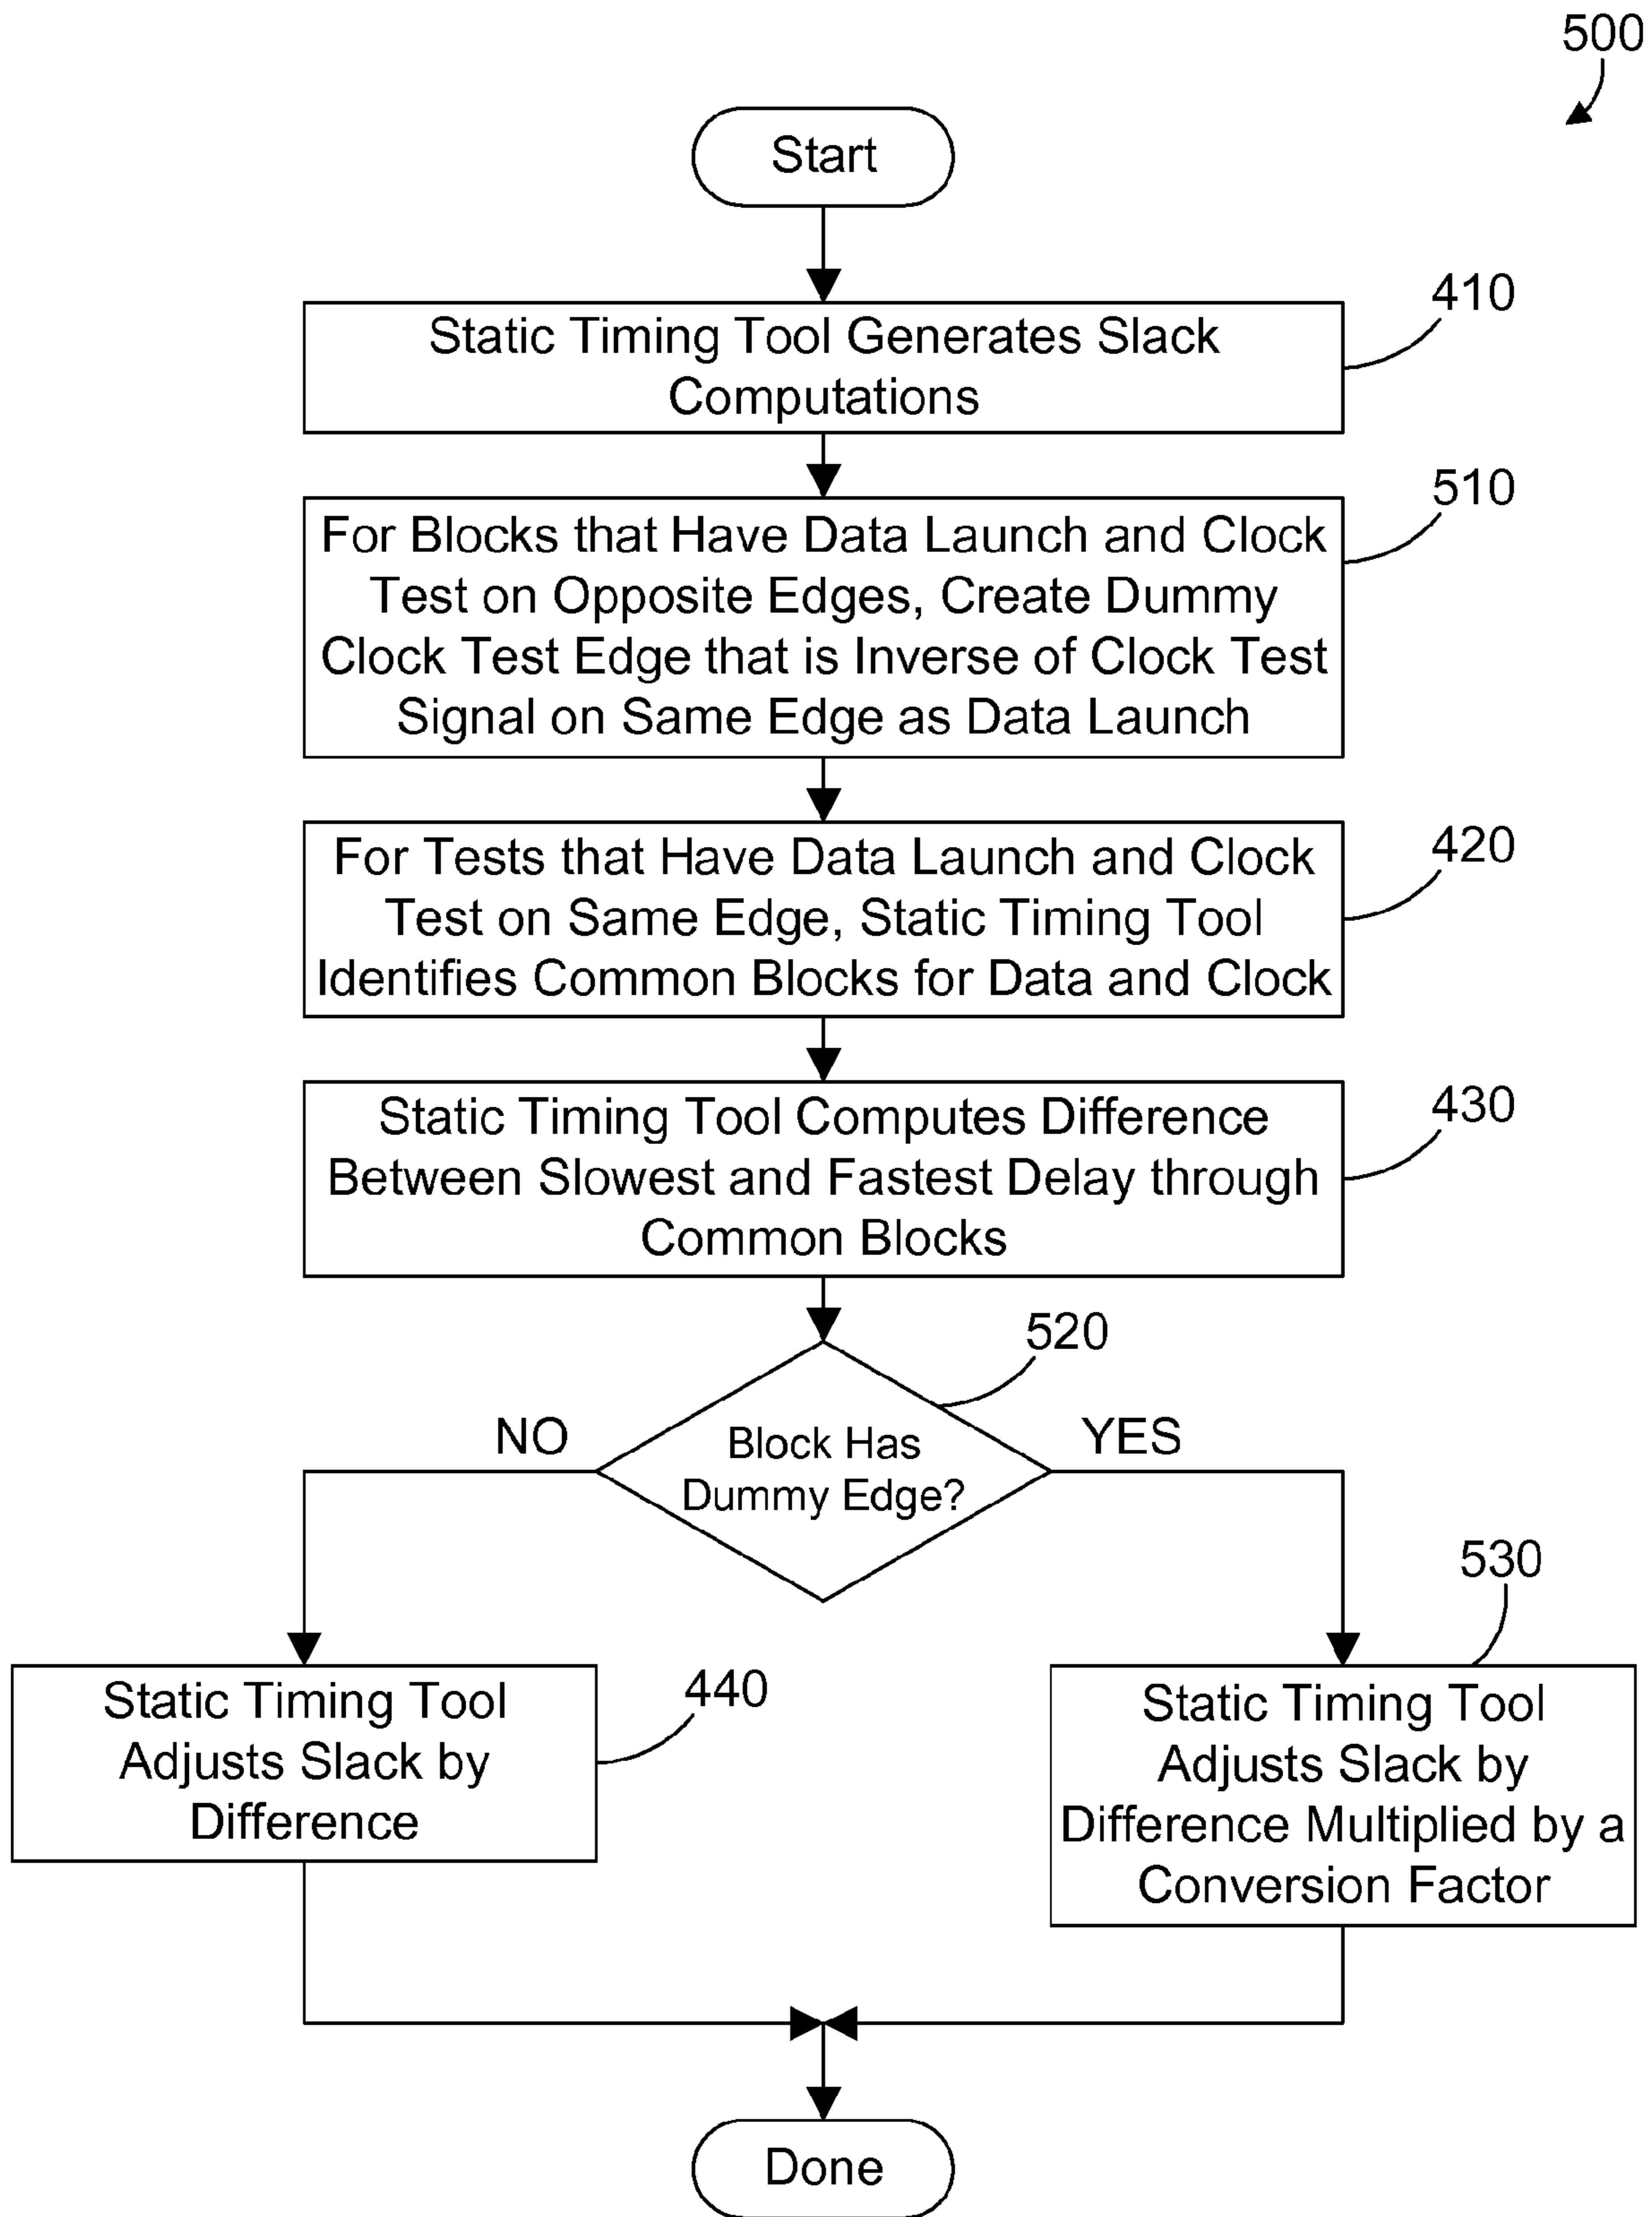 500
Start
410
Static Timing Tool Generates Slack
Computations
510
For Blocks that Have Data Launch and Clock
Test on Opposite Edges, Create Dummy
Clock Test Edge that is Inverse of Clock Test
Signal on Same Edge as Data Launch
420
For Tests that Have Data Launch and Clock
Test on Same Edge, Static Timing Tool
Identifies Common Blocks for Data and Clock
430
Static Timing Tool Computes Difference
Between Slowest and Fastest Delay through
Common Blocks
520
NO
YES
Block Has
Dummy Edge?
530
440
Static Timing Tool
Adjusts Slack by
Difference
Static Timing Tool
Adjusts Slack by
Difference Multiplied by a
Conversion Factor
Done